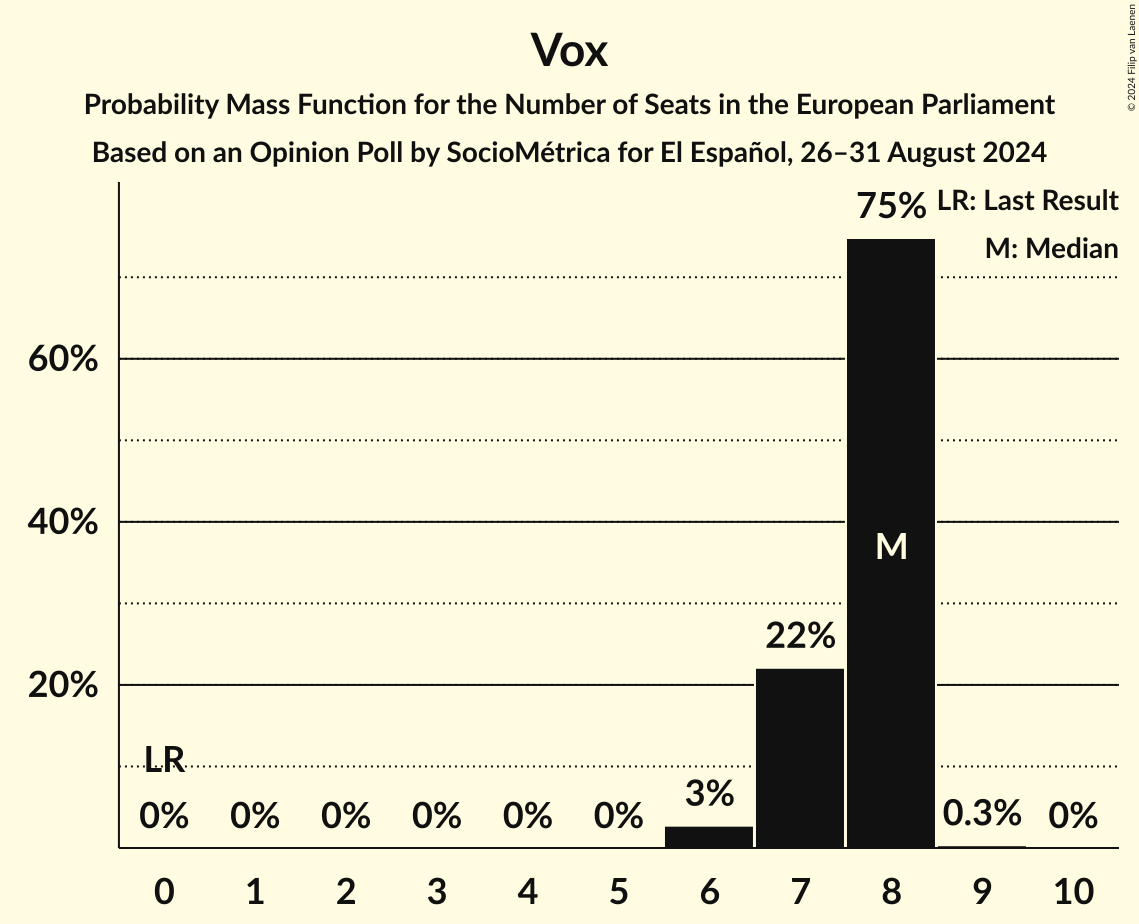 Vox
Probability Mass Function for the Number of Seats in the European Parliament
Based on an Opinion Poll by SocioMétrica for El Español, 26–31 August 2024
© 2024 Filip van Laenen
LR: Last Result
M: Median
75%
60%
40%
M
22%
20%
LR
3%
0% 0% 0% 0% 0% 0% 0.3% 0%
0 1 2 3 4 5 6 7 8 9 10